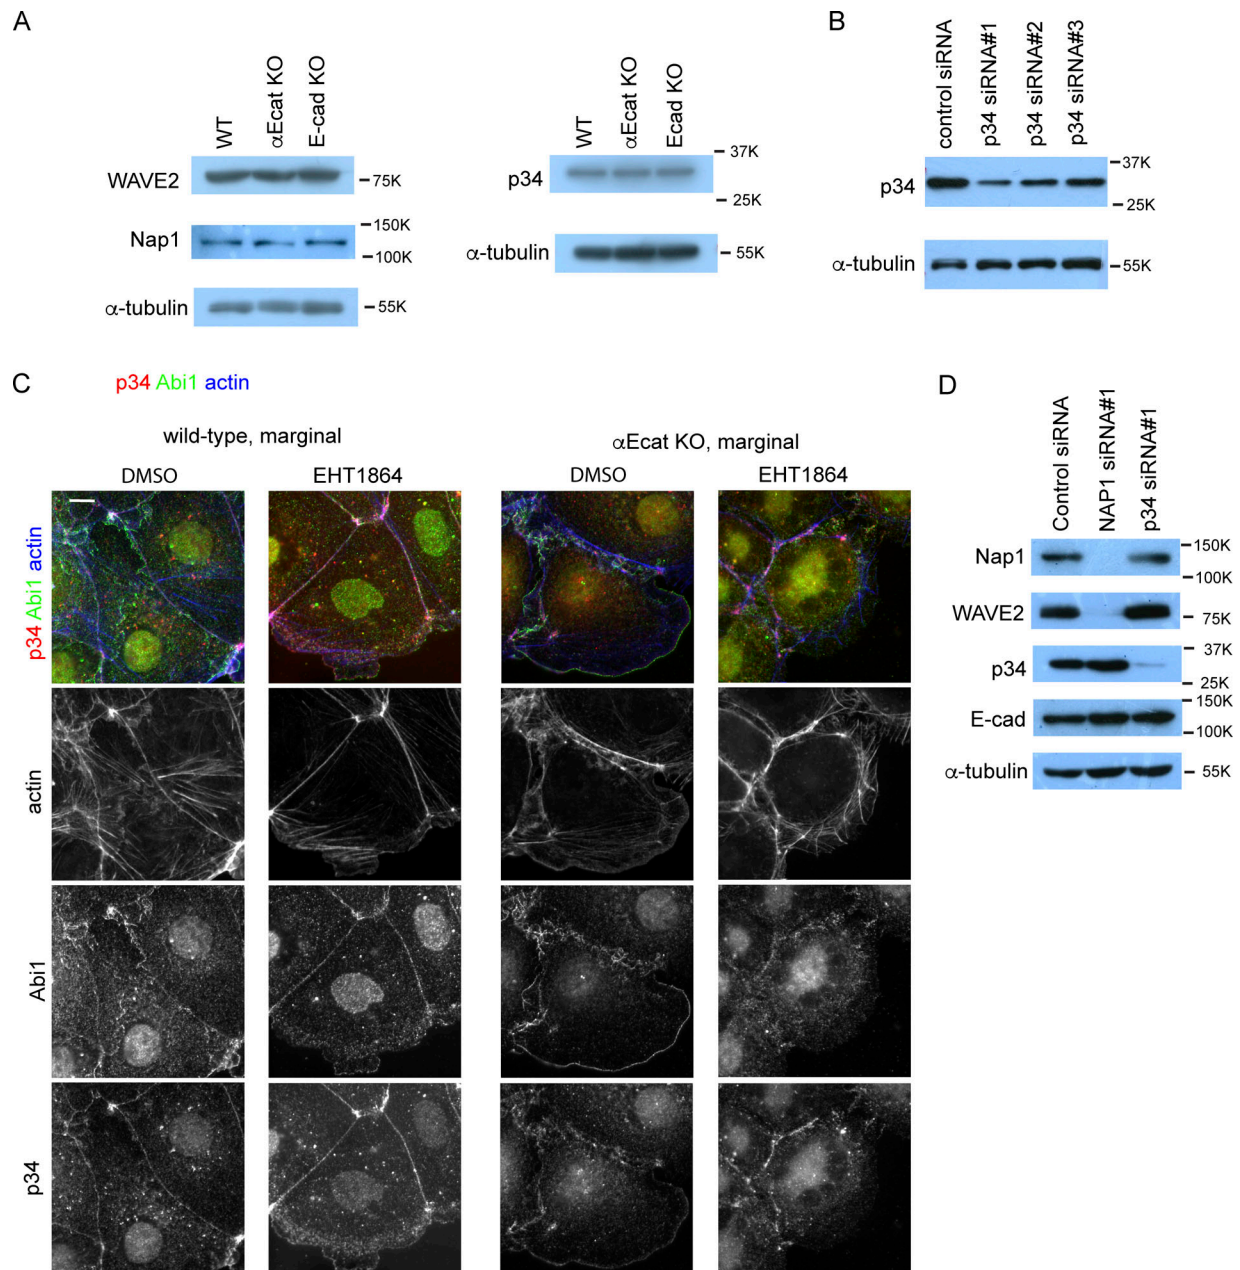 A
WT
αEcat KO
E-cad KO
WAVE2
75K
Nap1
150K
100K
α-tubulin
55K
WT
αEcat KO
Ecad KO
p34
37K
25K
α-tubulin
55K
B
control siRNA
p34 siRNA#1
p34 siRNA#2
p34 siRNA#3
p34
37K
25K
α-tubulin
55K
C
p34 Abi1 actin
wild-type, marginal
αEcat KO, marginal
DMSO
EHT1864
DMSO
EHT1864
p34 Abi1 actin
actin
Abi1
p34
D
Control siRNA
NAP1 siRNA#1
p34 siRNA#1
Nap1
150K
100K
WAVE2
75K
p34
37K
25K
E-cad
150K
100K
α-tubulin
55K